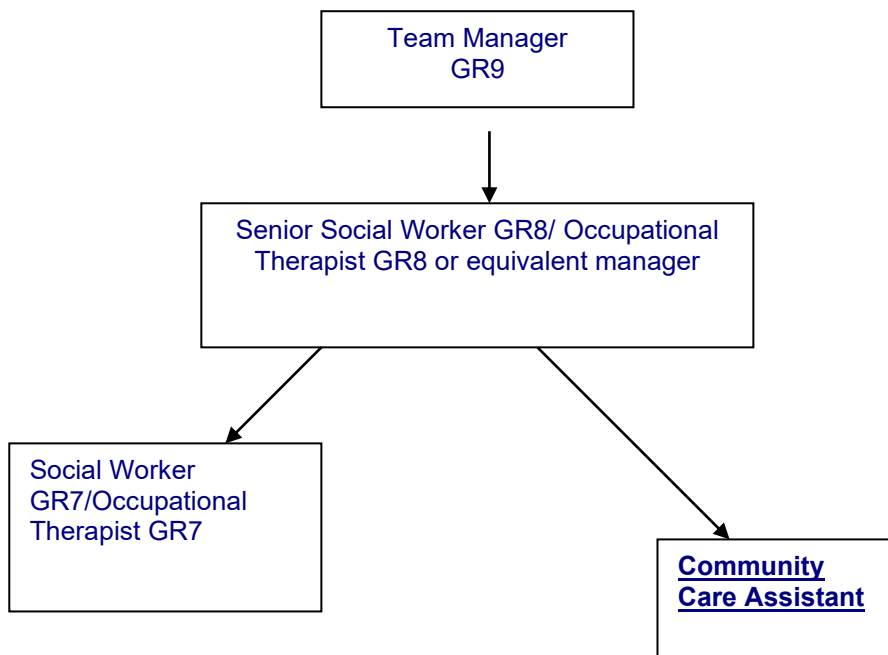 Team Manager
GR9
Senior Social Worker GR8/ Occupational
Therapist GR8 or equivalent manager
Social Worker
GR7/Occupational
Therapist GR7
Community
Care Assistant